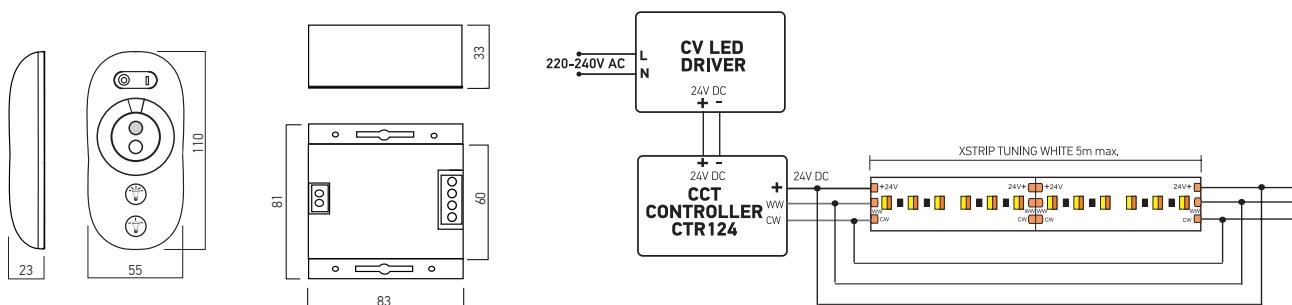 23
55
110
33
81
60
83
220-240V AC
L
N
CV LED
DRIVER
24V DC
+ -
+ -
24V DC
CCT
CONTROLLER
CTR124
+
WW
CW
24V DC
XSTRIP TUNING WHITE 5m max.
+24V
24V+
+24V
24V+
WW
WW
WW
WW
CW
CW
CW
CW